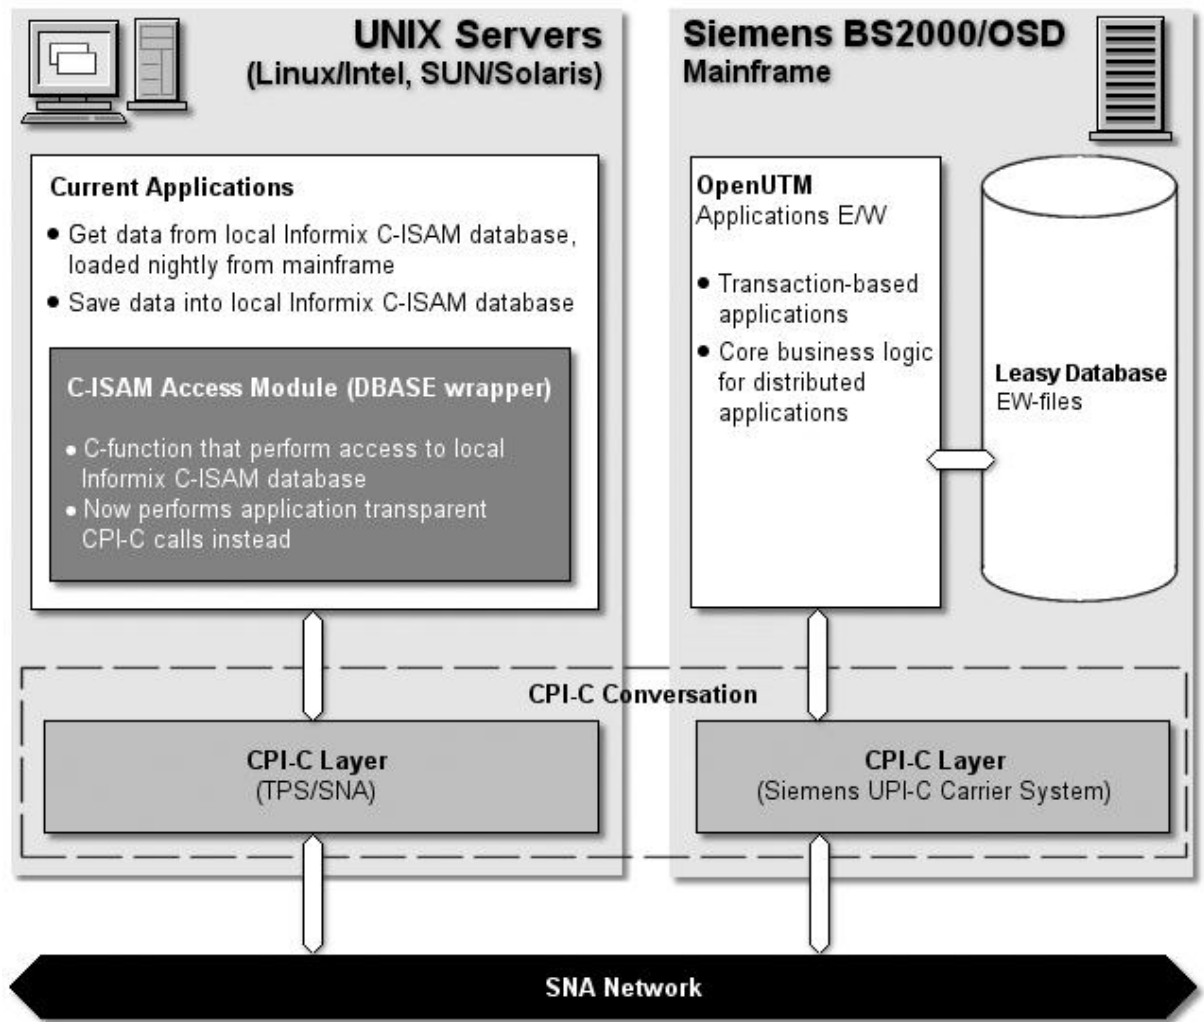 UNIX Servers
(Linux/Intel, SUN/Solaris)
Current Applications
• Get data from local Informix C-ISAM database,
loaded nightly from mainframe
• Save data into local Informix C-ISAM database
C-ISAM Access Module (DBASE wrapper)
• C-function that perform access to local
Informix C-ISAM database
• Now performs application transparent
CPI-C calls instead
Siemens BS2000/OSD
Mainframe
OpenUTM
Applications E/W
• Transaction-based
applications
• Core business logic
for distributed
applications
Leasy Database
EW-files
CPI-C Conversation
CPI-C Layer
(TPS/SNA)
CPI-C Layer
(Siemens UPI-C Carrier System)
SNA Network